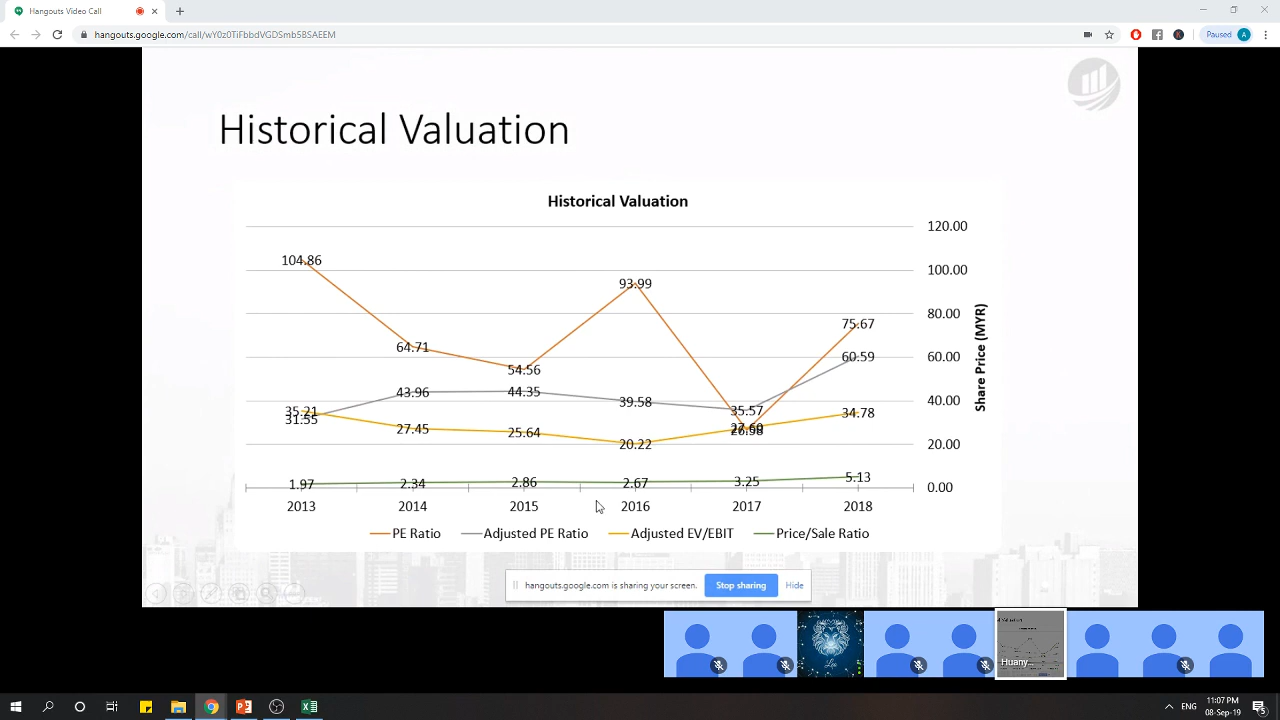 Hangouts Video Call
hangouts.google.com/call/wY0z0TiFbbdVGDSmb5BSAEEM
Paused
A
Historical Valuation
Historical Valuation
120.00
104.86
100.00
93.99
80.00
75.67
64.71
60.59
60.00
54.56
43.96
44.35
39.58
40.00
35.21
35.57
34.78
31.55
27.45
25.64
20.22
20.00
1.97
2.34
2.86
2.67
3.25
5.13
0.00
Share Price (MYR)
2013 2014 2015 2016 2017 2018
PE Ratio Adjusted PE Ratio Adjusted EV/EBIT Price/Sale Ratio
hangouts.google.com is sharing your screen. Stop sharing Hide
Huany...
ENG
11:07 PM
08-Sep-19